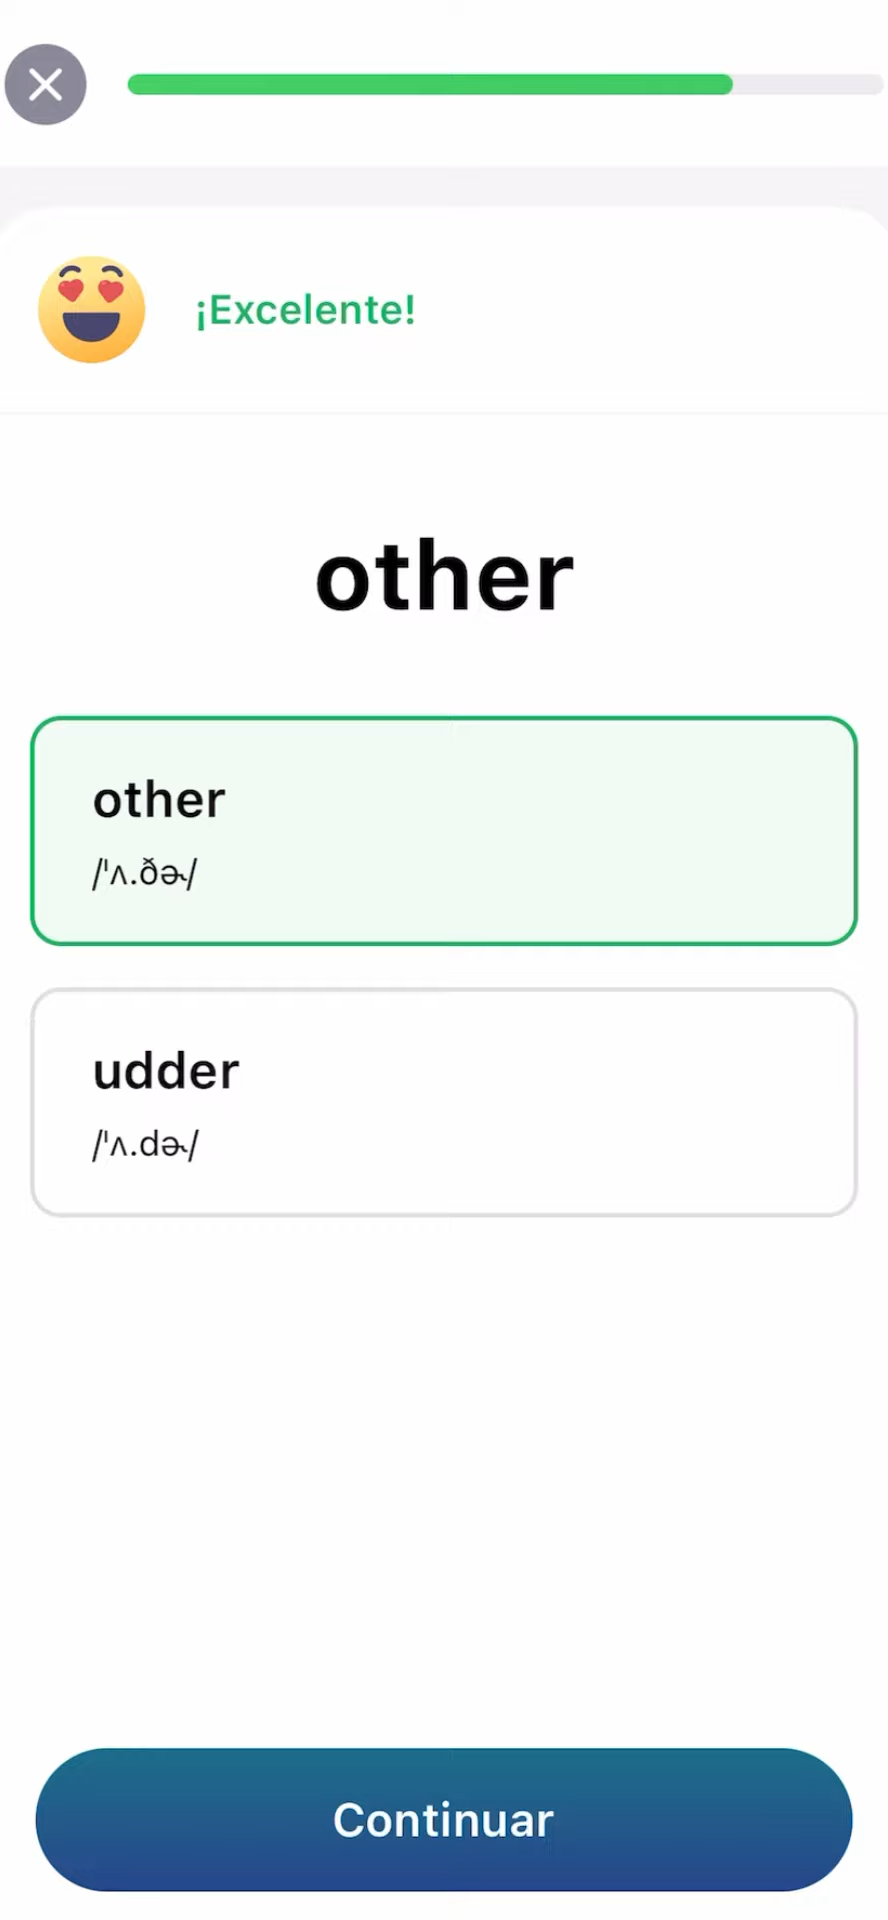 ¡Excelente!
other
other
/ˈʌ.ðɚ/
udder
/ˈʌ.dɚ/
Continuar